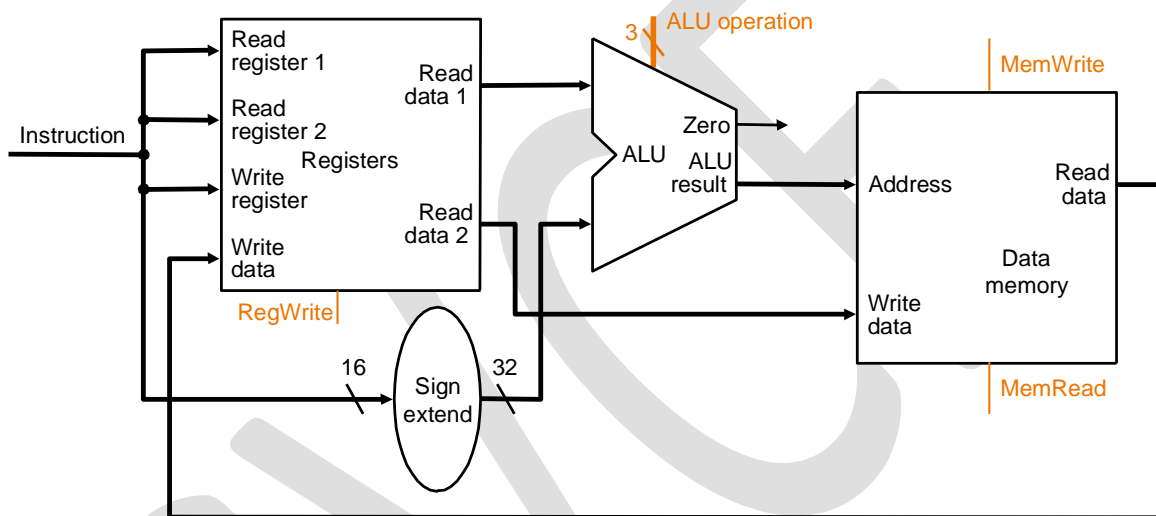 Instruction
Read
register 1
Read
register 2
Registers
Write
register
Write
data
RegWrite
Read
data 1
Read
data 2
16
Sign
extend
32
3
ALU operation
ALU
Zero
ALU
result
MemWrite
Address
Read
data
Data
memory
Write
data
MemRead